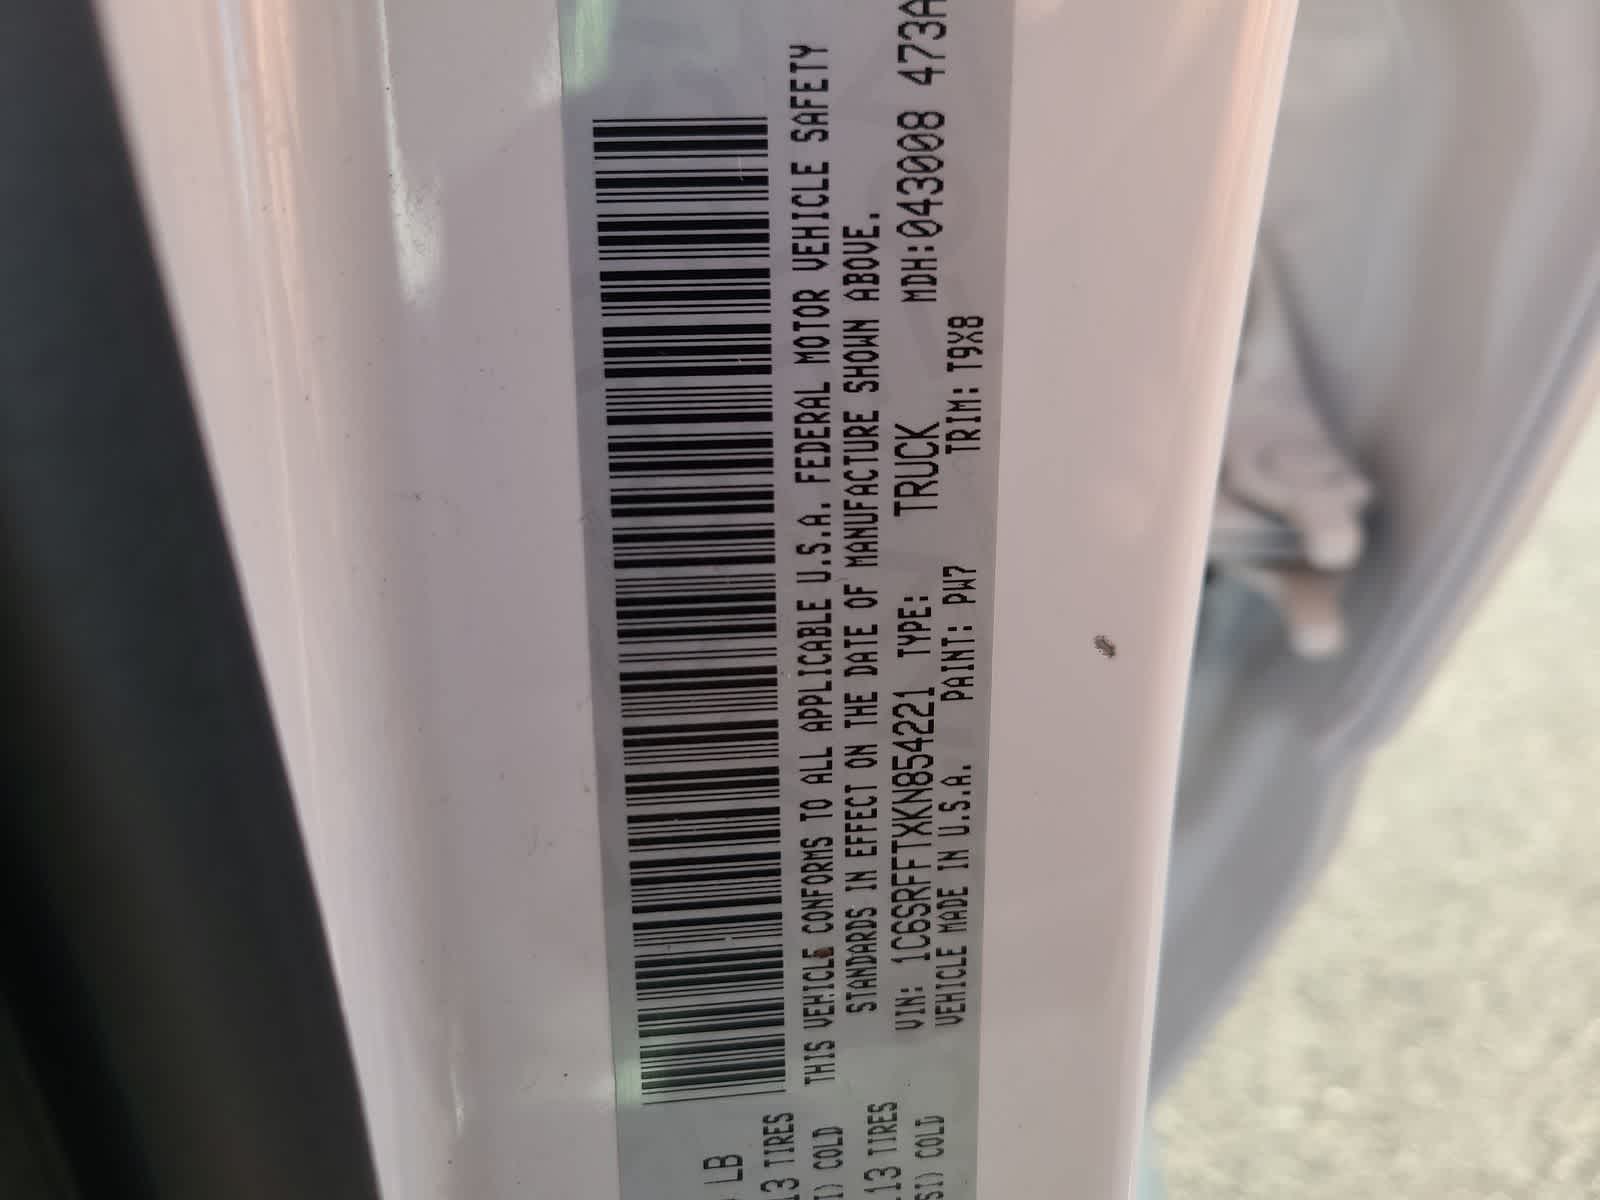 LB
13 TIRES
I) COLD
13 TIRES
SI) COLD
THIS VEHICLE CONFORMS TO ALL APPLICABLE U.S.A. FEDERAL MOTOR VEHICLE SAFETY
STANDARDS IN EFFECT ON THE DATE OF MANUFACTURE SHOWN ABOVE.
VIN: 1C6SRFFTXKN854221 TYPE: TRUCK MDH:043008 473A
VEHICLE MADE IN U.S.A. PAINT: PW7 TRIM: T9X8